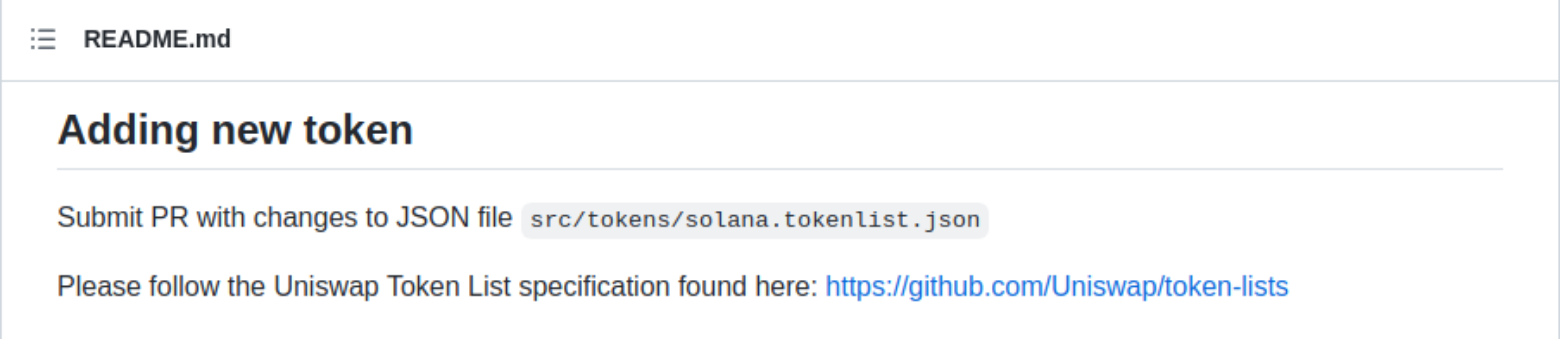 README.md
Adding new token
Submit PR with changes to JSON file src/tokens/solana.tokenlist.json
Please follow the Uniswap Token List specification found here: https://github.com/Uniswap/token-lists